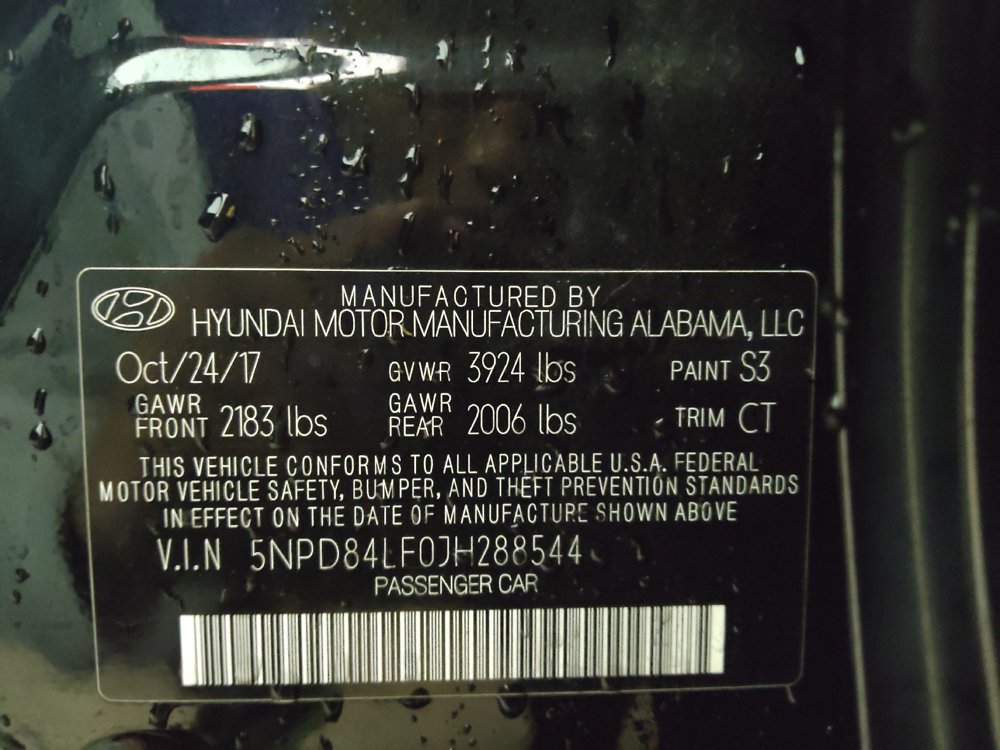 MANUFACTURED BY
HYUNDAI MOTOR MANUFACTURING ALABAMA, LLC
Oct/24/17 GVWR 3924 lbs PAINT S3
GAWR FRONT 2183 lbs GAWR REAR 2006 lbs TRIM CT
THIS VEHICLE CONFORMS TO ALL APPLICABLE U.S.A. FEDERAL
MOTOR VEHICLE SAFETY, BUMPER, AND THEFT PREVENTION STANDARDS
IN EFFECT ON THE DATE OF MANUFACTURE SHOWN ABOVE
V.I.N 5NPD84LF0JH288544
PASSENGER CAR